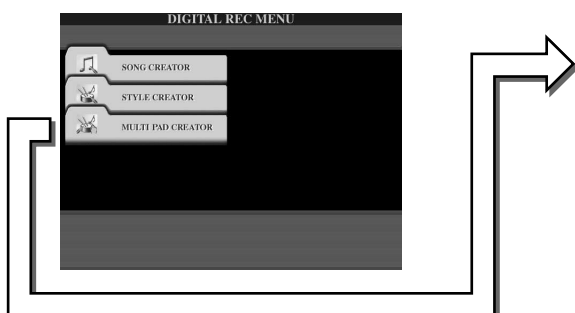 DIGITAL REC MENU
SONG CREATOR
STYLE CREATOR
MULTI PAD CREATOR